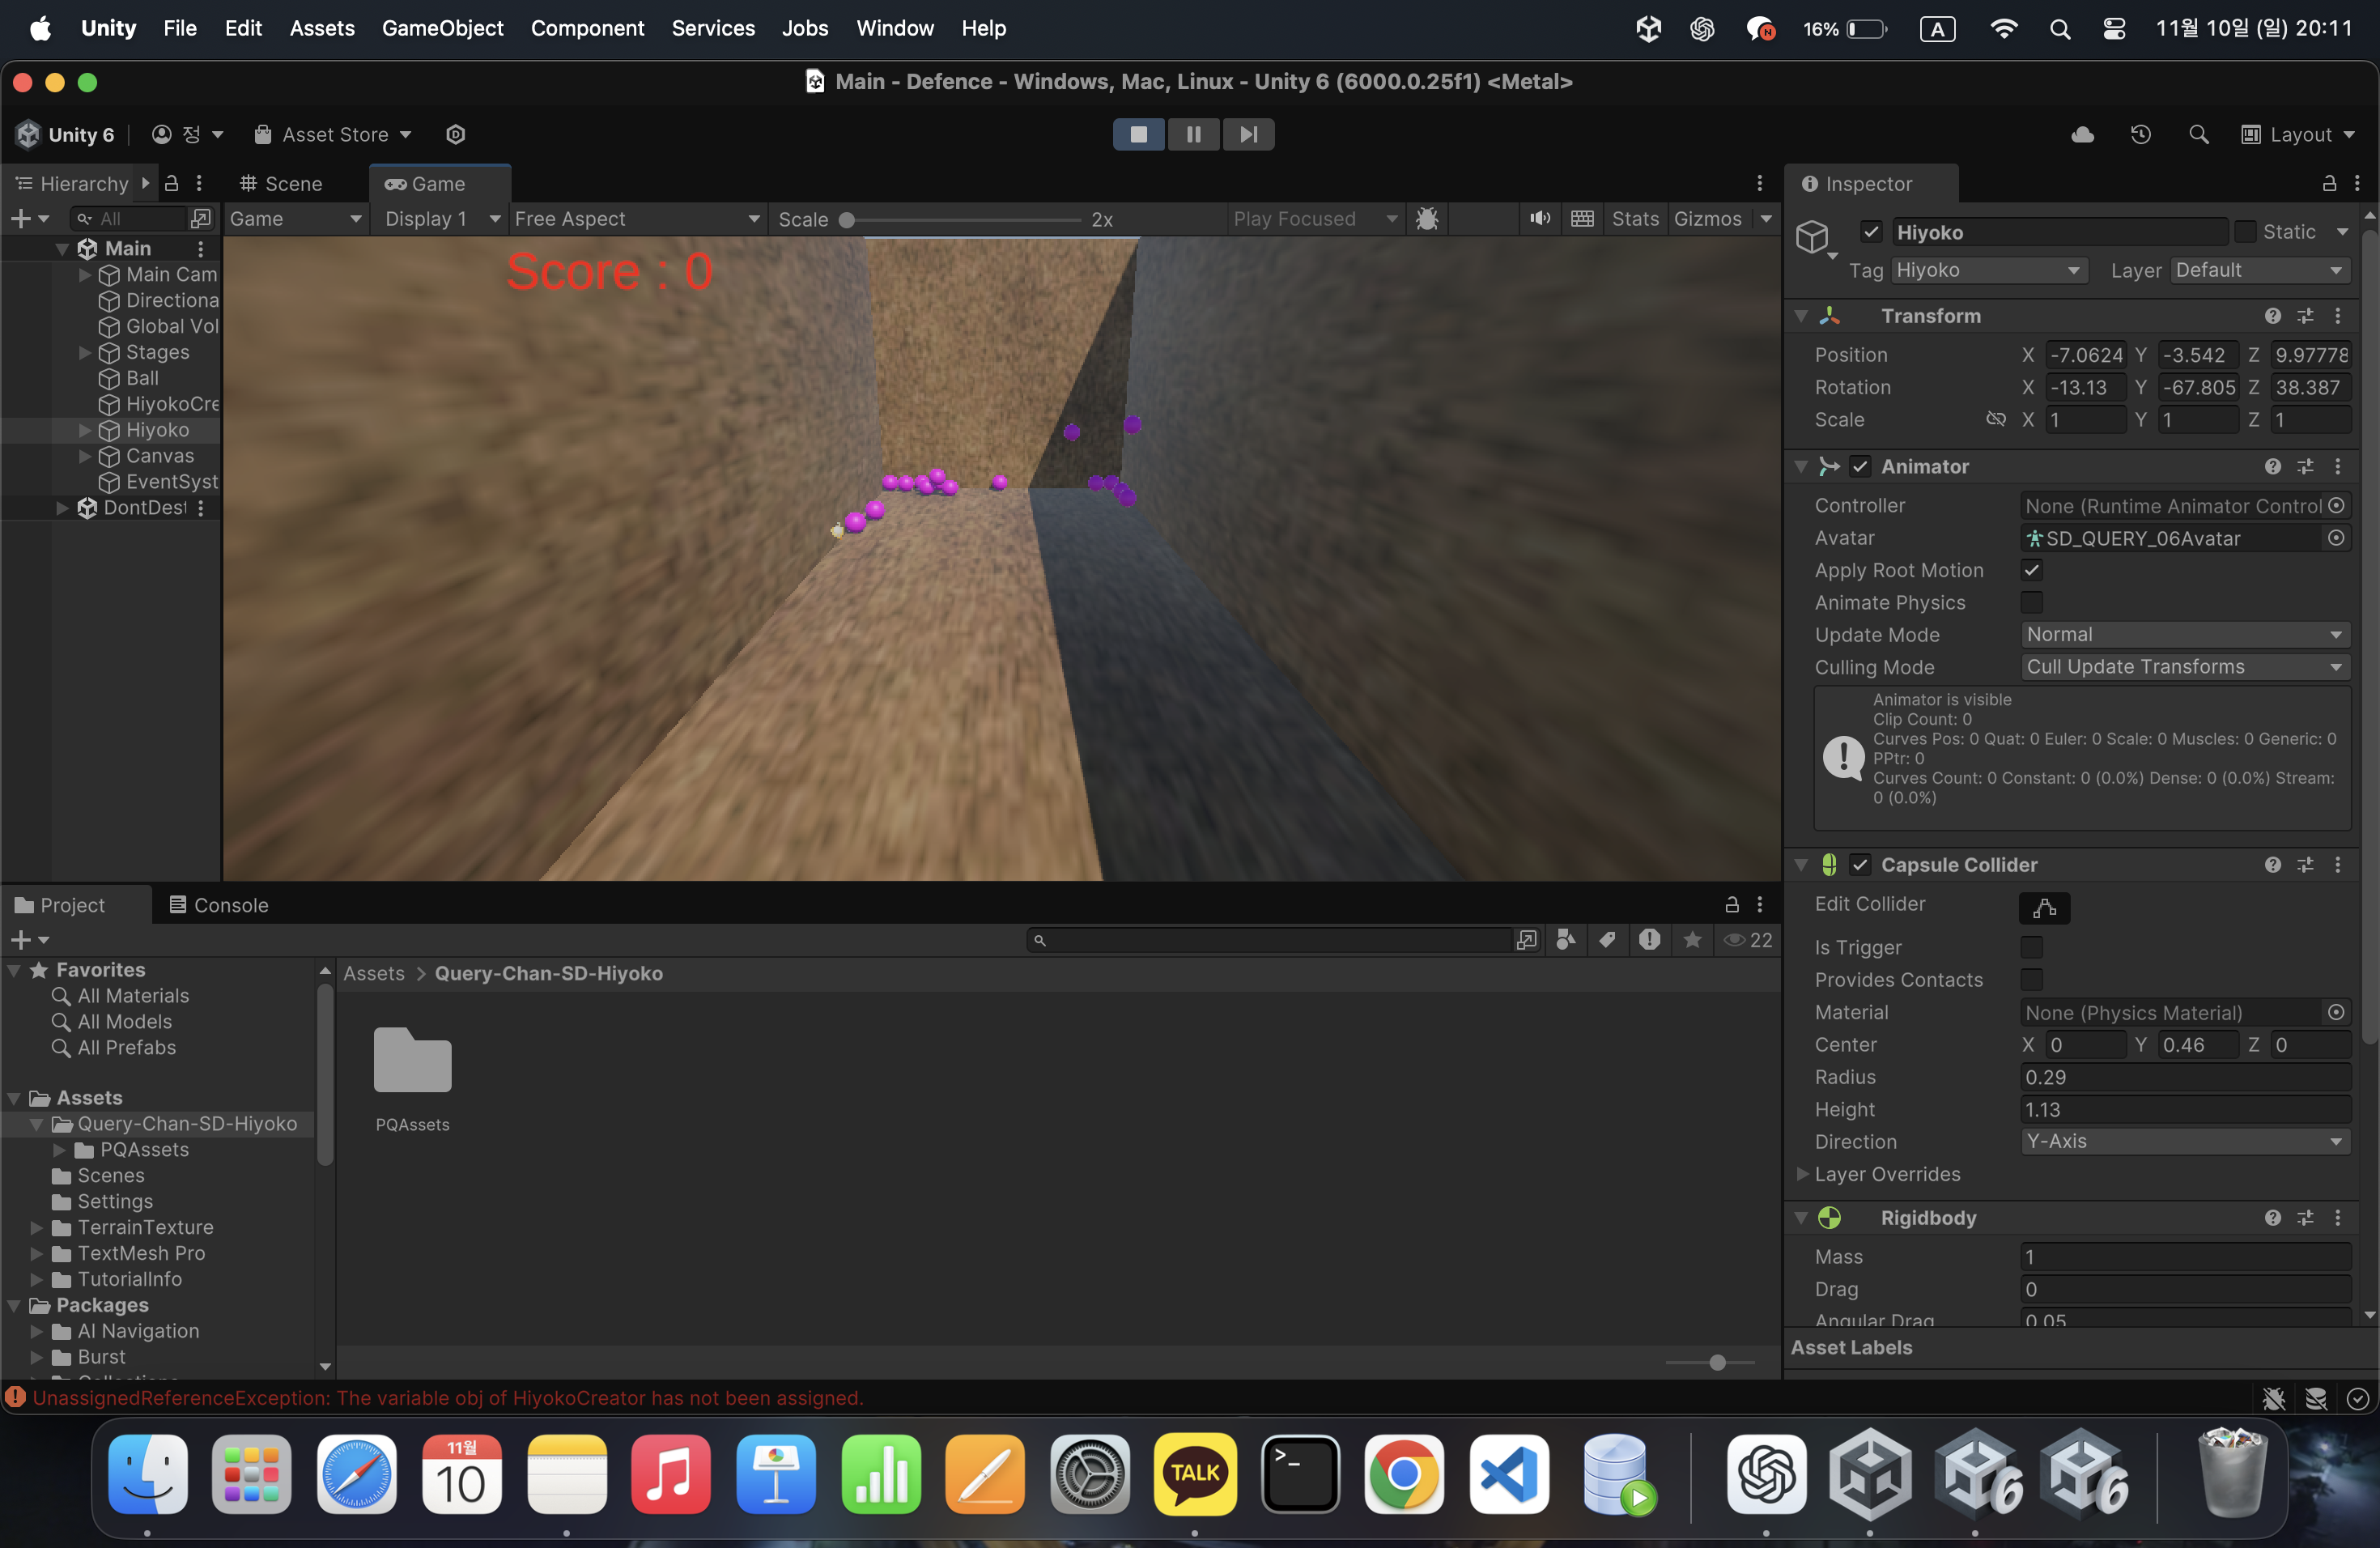 Unity File Edit Assets GameObject Component Services Jobs Window Help N 16% A 11월 10일 (일) 20:11
Main - Defence - Windows, Mac, Linux - Unity 6 (6000.0.25f1) <Metal>
Unity 6 정 Asset Store Layout
Hierarchy Scene Game Inspector
All Game Display 1 Free Aspect Scale 2x Play Focused Stats Gizmos
Hiyoko Static
Tag Hiyoko Layer Default
Main
Main Cam
Directiona
Global Vol
Stages
Ball
HiyokoCre
Hiyoko
Canvas
EventSyst
DontDest
Score : 0
Transform
Position X -7.0624 Y -3.542 Z 9.97778
Rotation X -13.13 Y -67.805 Z 38.387
Scale X 1 Y 1 Z 1
Animator
Controller None (Runtime Animator Control
Avatar SD_QUERY_06Avatar
Apply Root Motion
Animate Physics
Update Mode Normal
Culling Mode Cull Update Transforms
Animator is visible
Clip Count: 0
Curves Pos: 0 Quat: 0 Euler: 0 Scale: 0 Muscles: 0 Generic: 0
PPtr: 0
Curves Count: 0 Constant: 0 (0.0%) Dense: 0 (0.0%) Stream:
0 (0.0%)
Capsule Collider
Edit Collider
Is Trigger
Provides Contacts
Material None (Physics Material)
Center X 0 Y 0.46 Z 0
Radius 0.29
Height 1.13
Direction Y-Axis
Layer Overrides
Rigidbody
Mass 1
Drag 0
Angular Drag 0.05
Asset Labels
Project Console
22
Favorites
All Materials
All Models
All Prefabs
Assets
Query-Chan-SD-Hiyoko
PQAssets
Scenes
Settings
TerrainTexture
TextMesh Pro
TutorialInfo
Packages
AI Navigation
Burst
Collections
Assets > Query-Chan-SD-Hiyoko
PQAssets
UnassignedReferenceException: The variable obj of HiyokoCreator has not been assigned.
11월
10
TALK
>_
6
6